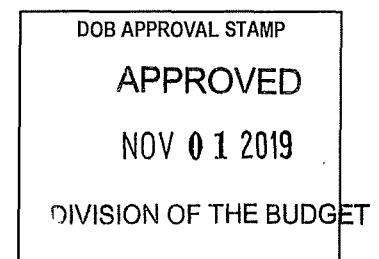 DOB APPROVAL STAMP
APPROVED
NOV 01 2019
DIVISION OF THE BUDGET